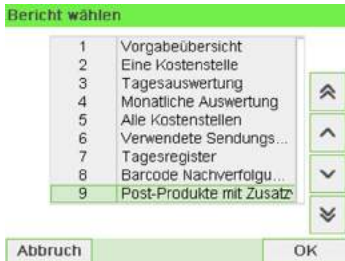 Bericht wählen
1 Vorgabeübersicht
2 Eine Kostenstelle
3 Tagesauswertung
4 Monatliche Auswertung
5 Alle Kostenstellen
6 Verwendete Sendungs...
7 Tagesregister
8 Barcode Nachverfolgu...
9 Post-Produkte mit Zusatz
Abbruch OK